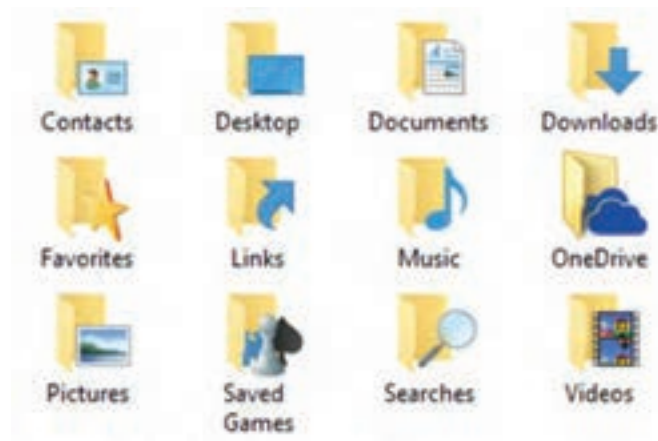 Contacts Desktop Documents Downloads
Favorites Links Music OneDrive
Pictures Saved Games Searches Videos